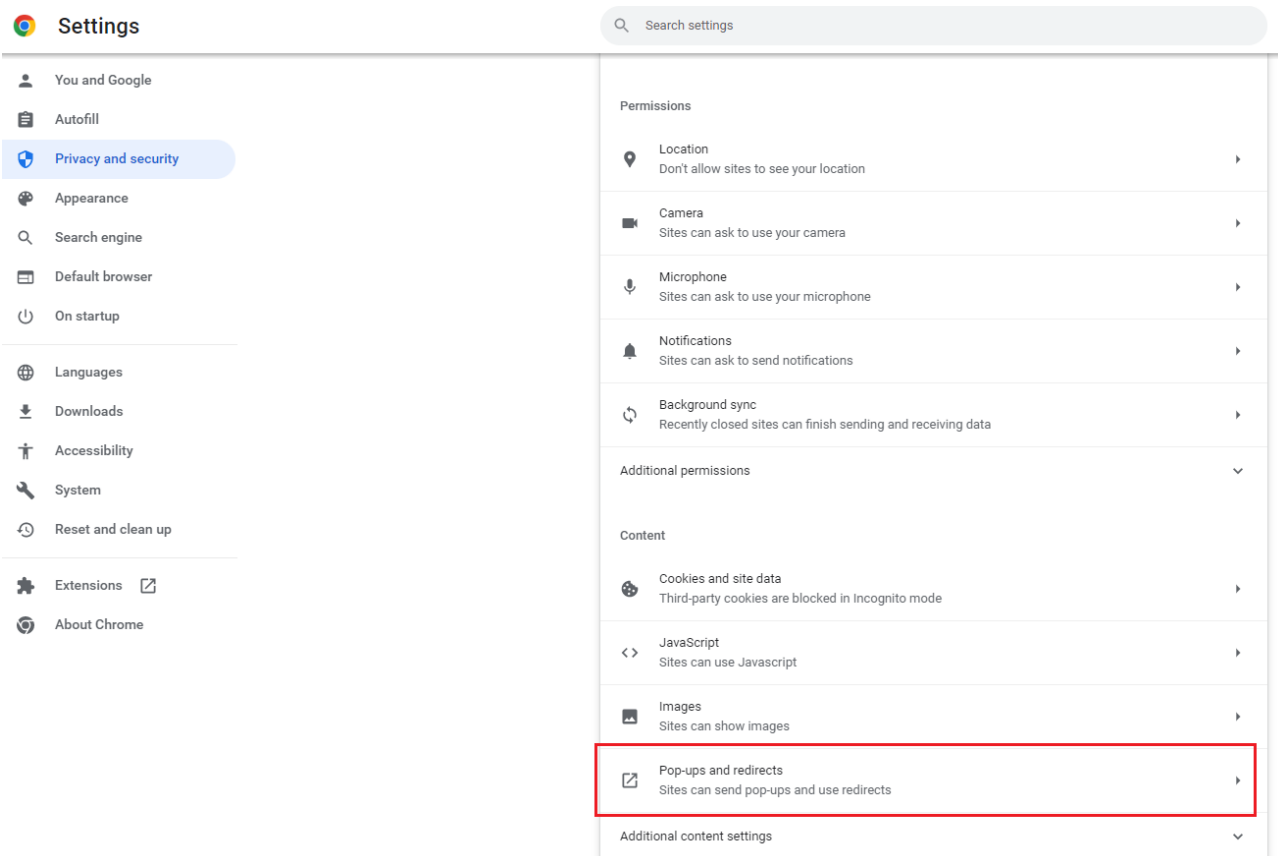 Settings
Search settings
You and Google
Autofill
Privacy and security
Appearance
Search engine
Default browser
On startup
Languages
Downloads
Accessibility
System
Reset and clean up
Extensions
About Chrome
Permissions
Location
Don't allow sites to see your location
Camera
Sites can ask to use your camera
Microphone
Sites can ask to use your microphone
Notifications
Sites can ask to send notifications
Background sync
Recently closed sites can finish sending and receiving data
Additional permissions
Content
Cookies and site data
Third-party cookies are blocked in Incognito mode
JavaScript
Sites can use Javascript
Images
Sites can show images
Pop-ups and redirects
Sites can send pop-ups and use redirects
Additional content settings